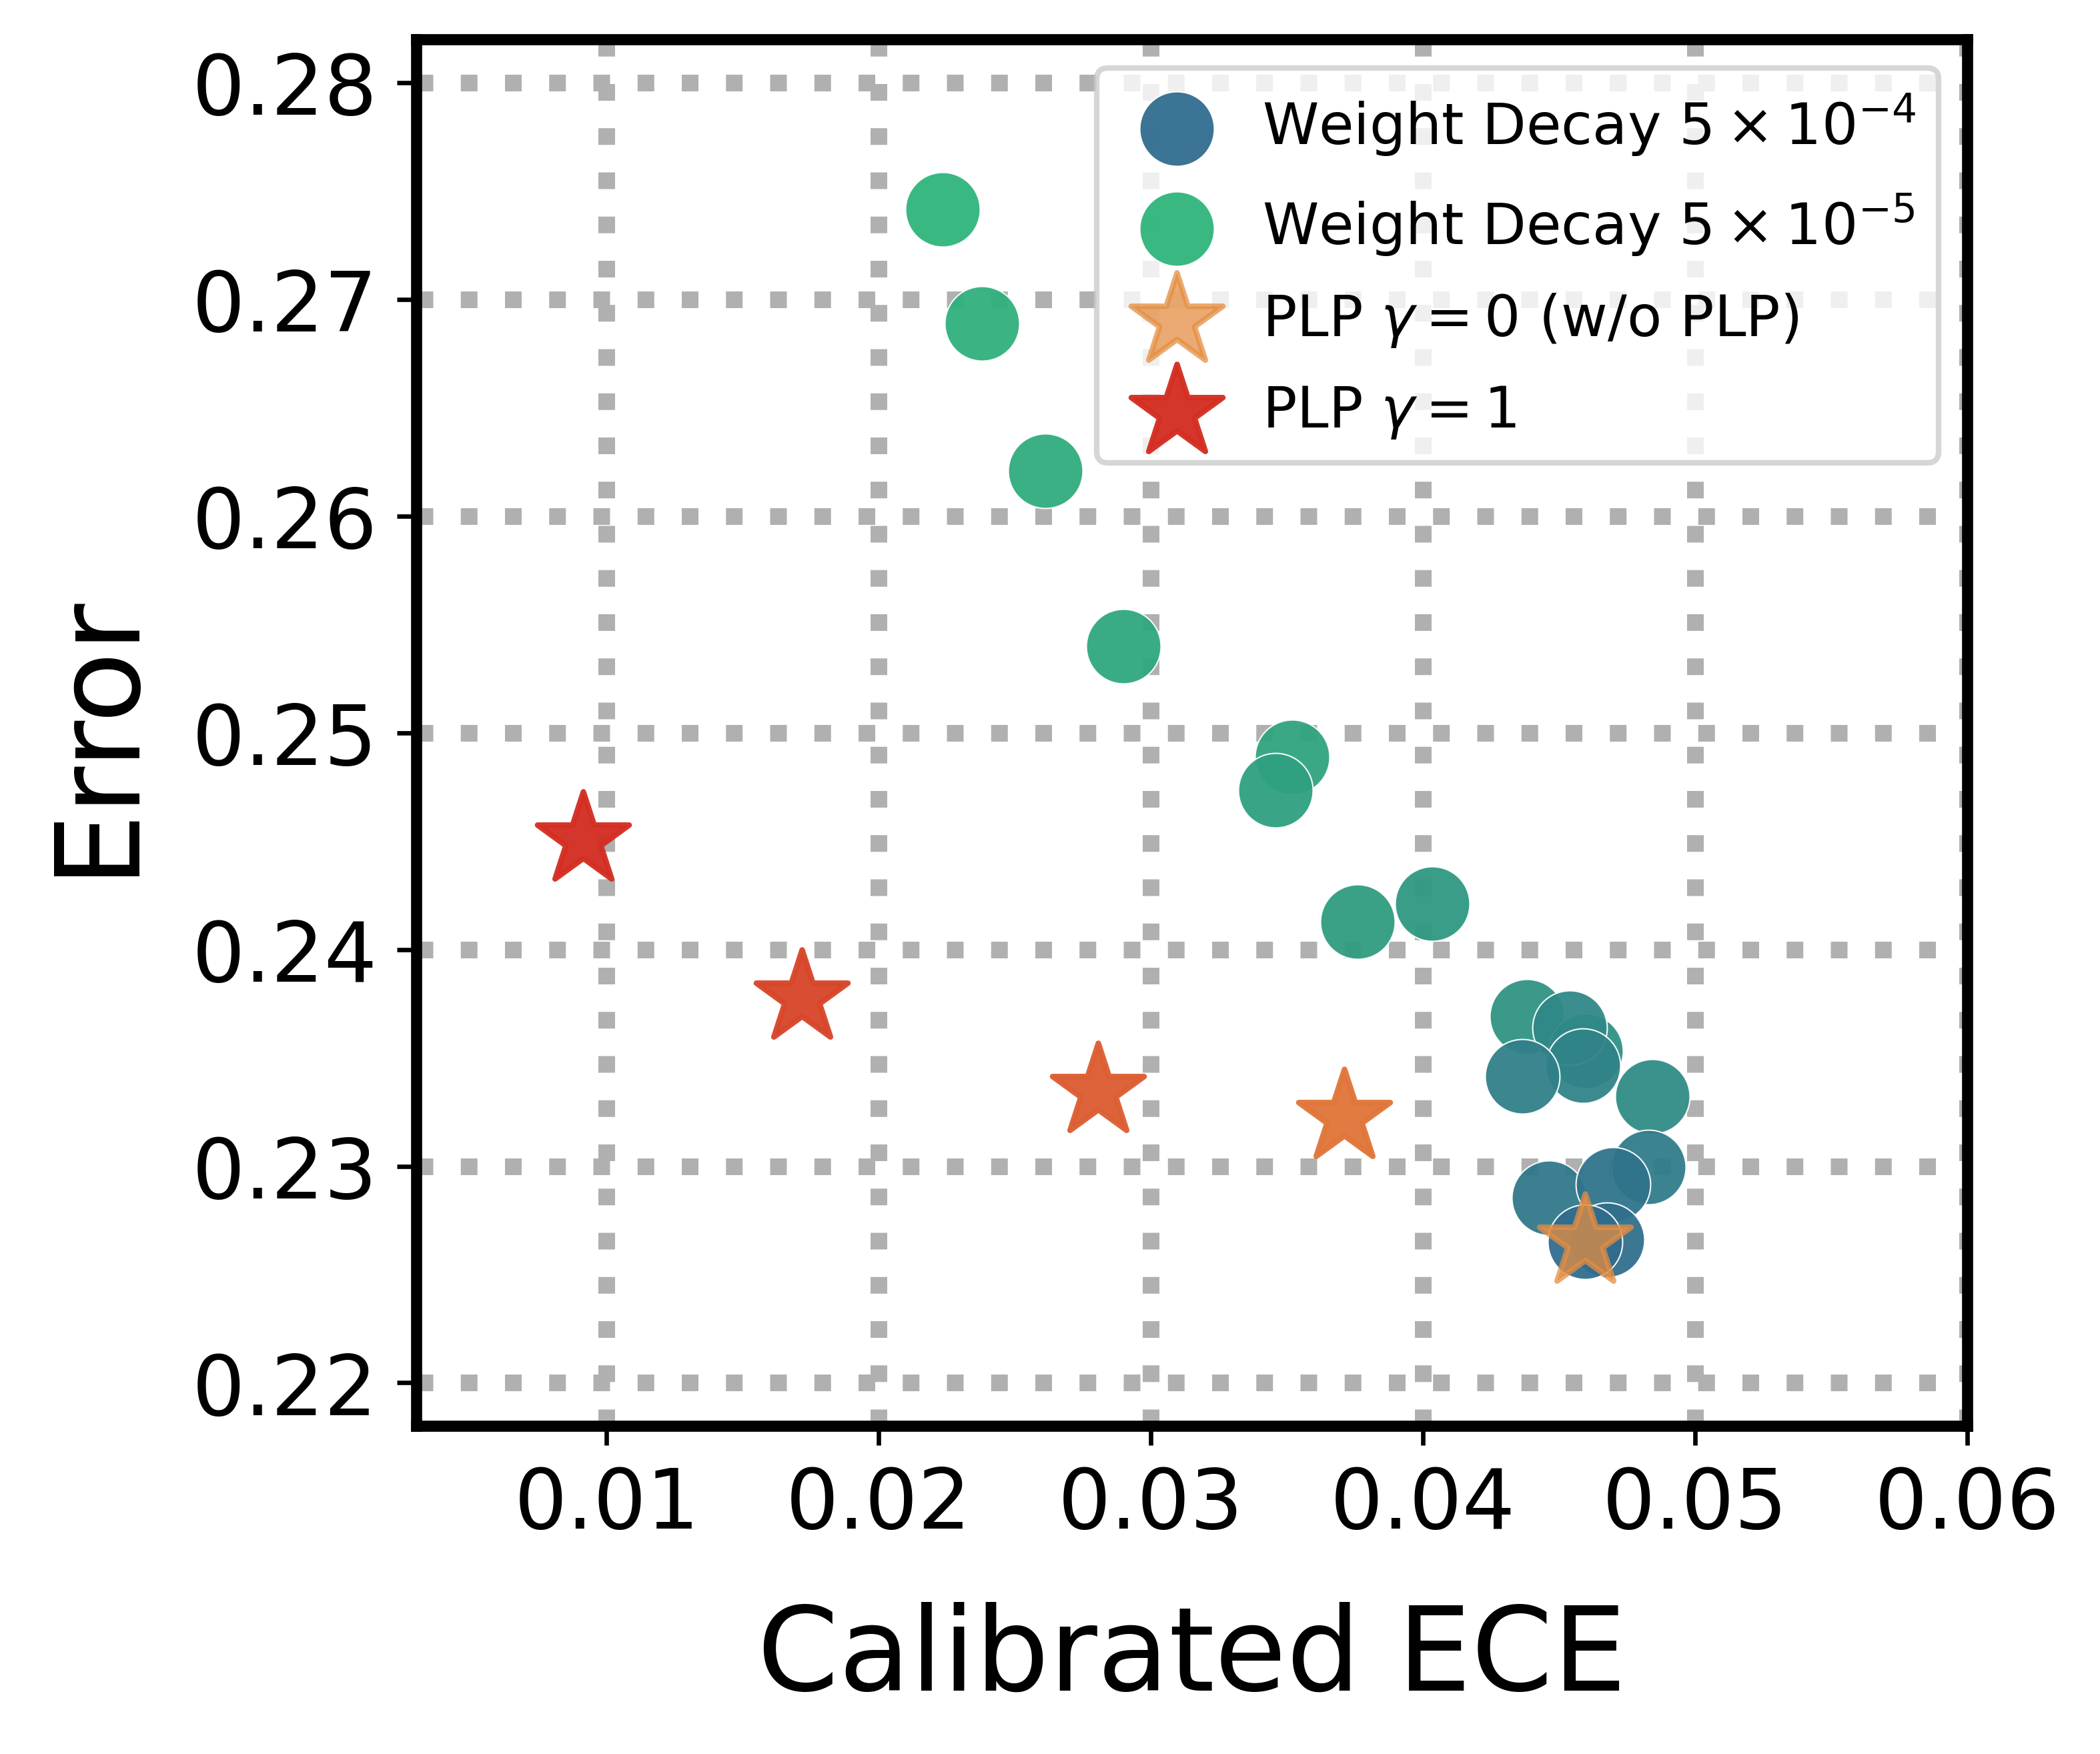 0.28
0.27
0.26
0.25
0.24
0.23
0.22
Error
Weight Decay 5 × 10⁻⁴
Weight Decay 5 × 10⁻⁵
PLP γ = 0 (w/o PLP)
PLP γ = 1
0.01 0.02 0.03 0.04 0.05 0.06
Calibrated ECE